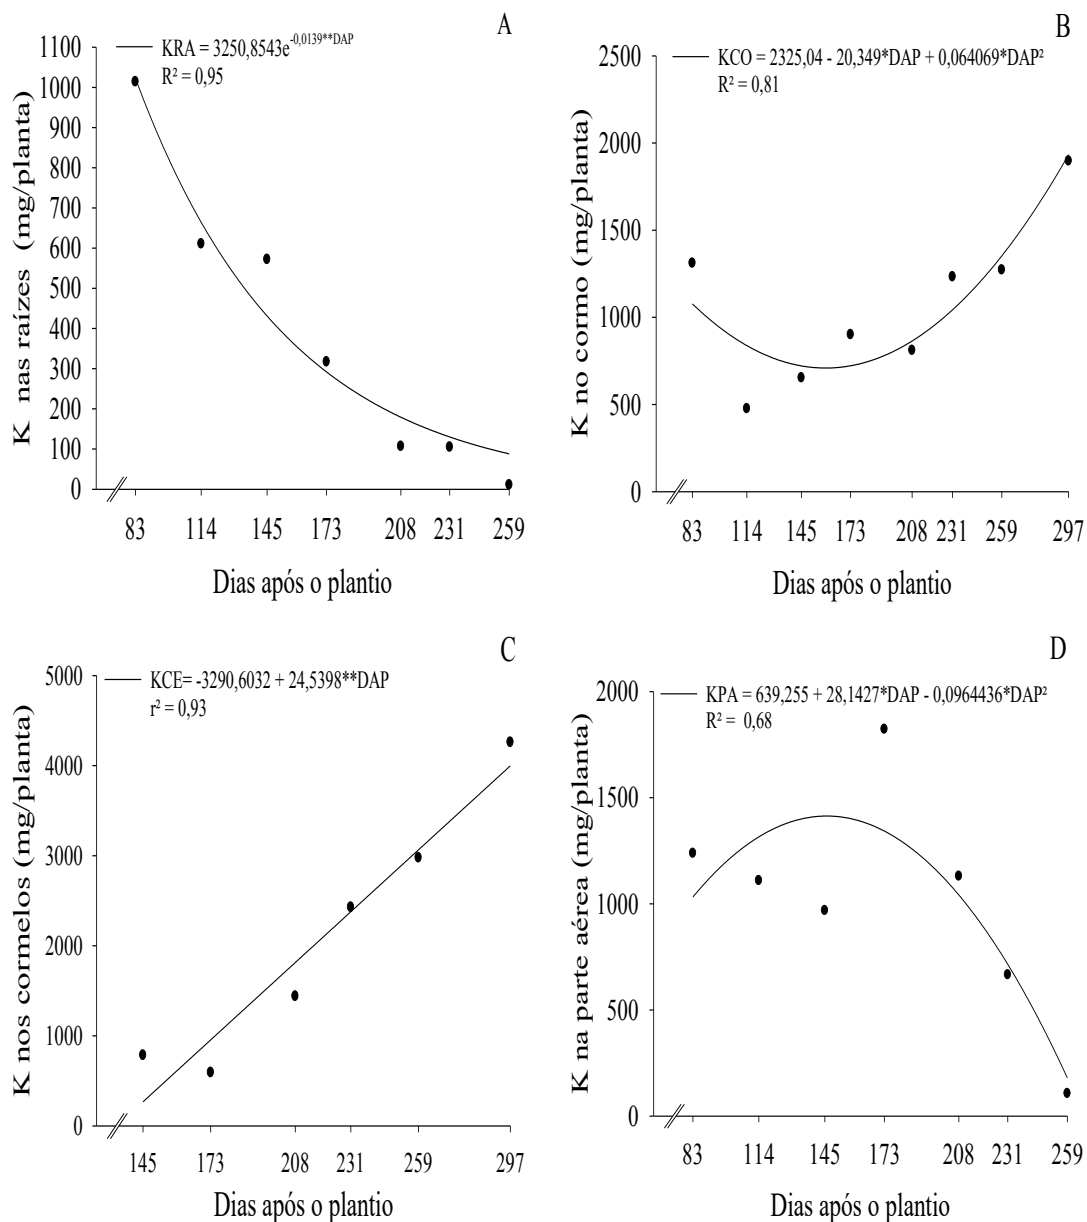 A
KRA = 3250,8543e^-0,0139**DAP
R² = 0,95
K nas raízes (mg/planta)
1100
1000
900
800
700
600
500
400
300
200
100
0
83 114 145 173 208 231 259
Dias após o plantio
B
KCO = 2325,04 - 20,349*DAP + 0,064069*DAP²
R² = 0,81
K no cormo (mg/planta)
2500
2000
1500
1000
500
0
83 114 145 173 208 231 259 297
Dias após o plantio
C
KCE= -3290,6032 + 24,5398**DAP
r² = 0,93
K nos cormelos (mg/planta)
5000
4000
3000
2000
1000
0
145 173 208 231 259 297
Dias após o plantio
D
KPA = 639,255 + 28,1427*DAP - 0,0964436*DAP²
R² = 0,68
K na parte aérea (mg/planta)
2000
1500
1000
500
0
83 114 145 173 208 231 259
Dias após o plantio